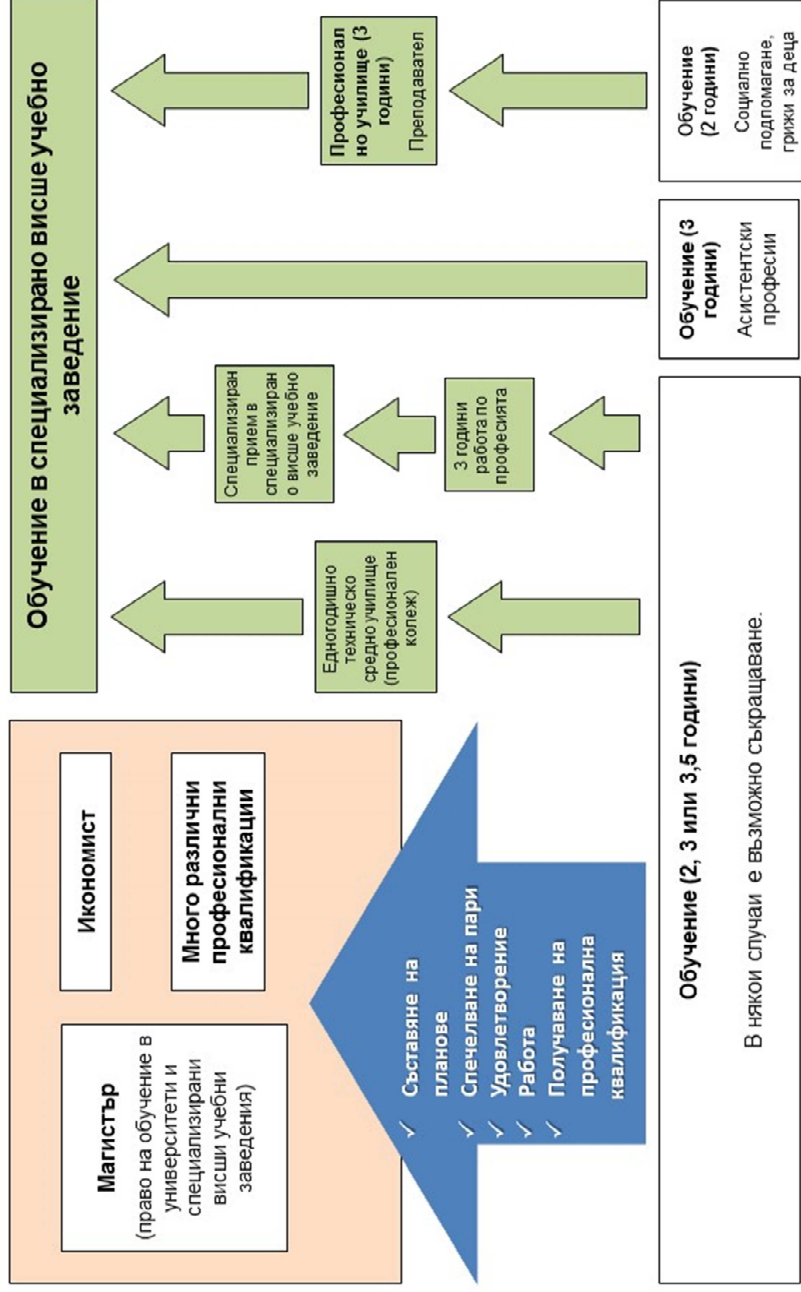 Магистър
(право на обучение в
университети и
специализирани
висши учебни
заведения)
Икономист
Много различни
професионални
квалификации
✓ Съставяне на
планове
✓ Спечелване на пари
✓ Удовлетворение
✓ Работа
✓ Получаване на
професионална
квалификация
Обучение (2, 3 или 3,5 години)
В някои случаи е възможно съкращаване.
Обучение в специализирано висше учебно
заведение
Едногодишно
техническо
средно училище
(професионален
колеж)
Специализиран
прием в
специализиран
о висше учебно
заведение
3 години
работа по
професията
Професионал
но училище (3
години)
Преподавател
Обучение (3
години)
Асистентски
професии
Обучение
(2 години)
Социално
подпомагане,
грижи за деца